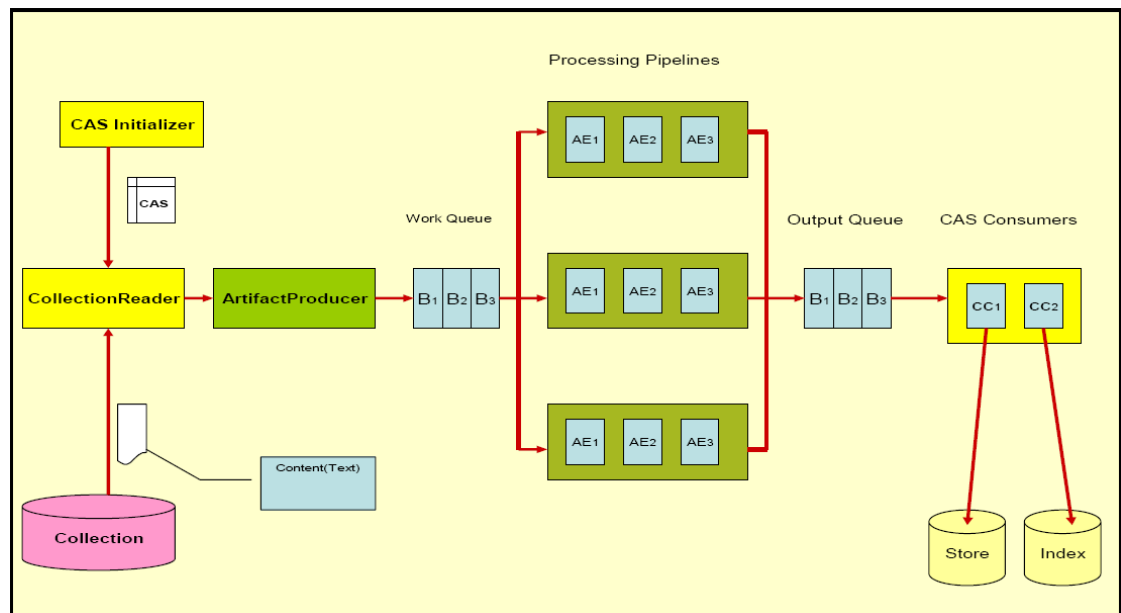 Processing Pipelines
CAS Initializer
AE1 AE2 AE3
CAS
Work Queue
Output Queue
CAS Consumers
CollectionReader
ArtifactProducer
B1 B2 B3
AE1 AE2 AE3
B1 B2 B3
CC1 CC2
AE1 AE2 AE3
Content(Text)
Collection
Store
Index